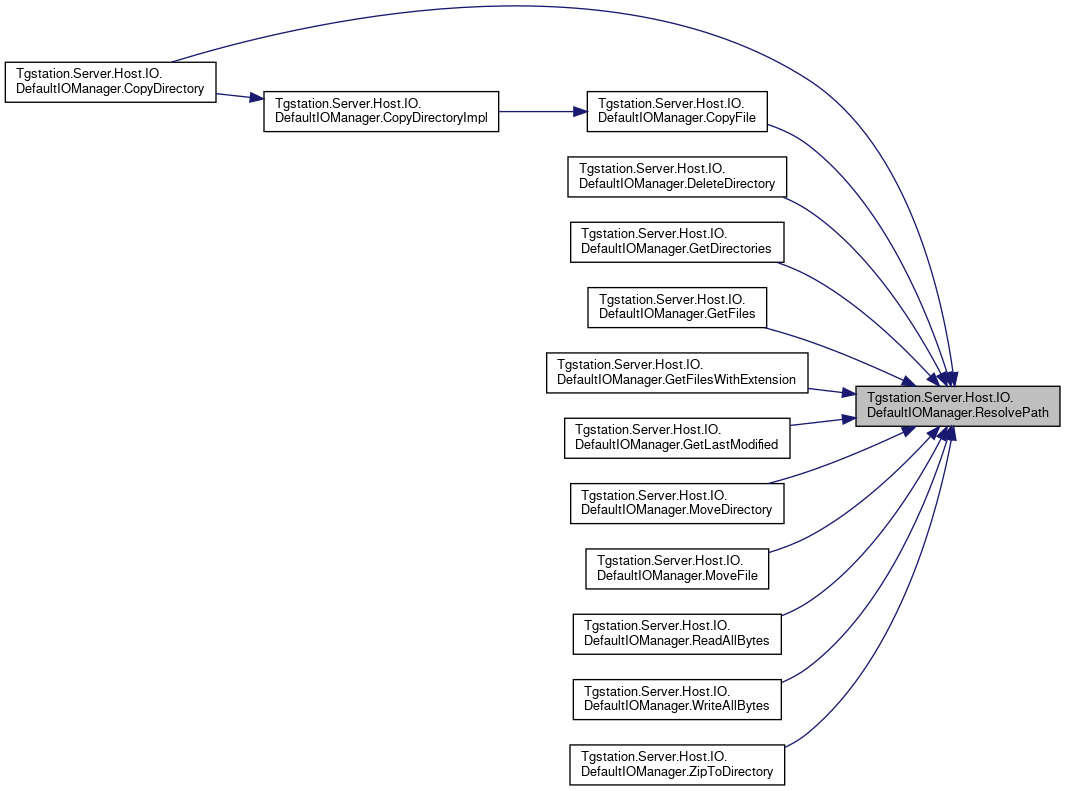 Tgstation.Server.Host.IO.
DefaultIOManager.CopyDirectory
Tgstation.Server.Host.IO.
DefaultIOManager.CopyDirectoryImpl
Tgstation.Server.Host.IO.
DefaultIOManager.CopyFile
Tgstation.Server.Host.IO.
DefaultIOManager.DeleteDirectory
Tgstation.Server.Host.IO.
DefaultIOManager.GetDirectories
Tgstation.Server.Host.IO.
DefaultIOManager.GetFiles
Tgstation.Server.Host.IO.
DefaultIOManager.GetFilesWithExtension
Tgstation.Server.Host.IO.
DefaultIOManager.ResolvePath
Tgstation.Server.Host.IO.
DefaultIOManager.GetLastModified
Tgstation.Server.Host.IO.
DefaultIOManager.MoveDirectory
Tgstation.Server.Host.IO.
DefaultIOManager.MoveFile
Tgstation.Server.Host.IO.
DefaultIOManager.ReadAllBytes
Tgstation.Server.Host.IO.
DefaultIOManager.WriteAllBytes
Tgstation.Server.Host.IO.
DefaultIOManager.ZipToDirectory